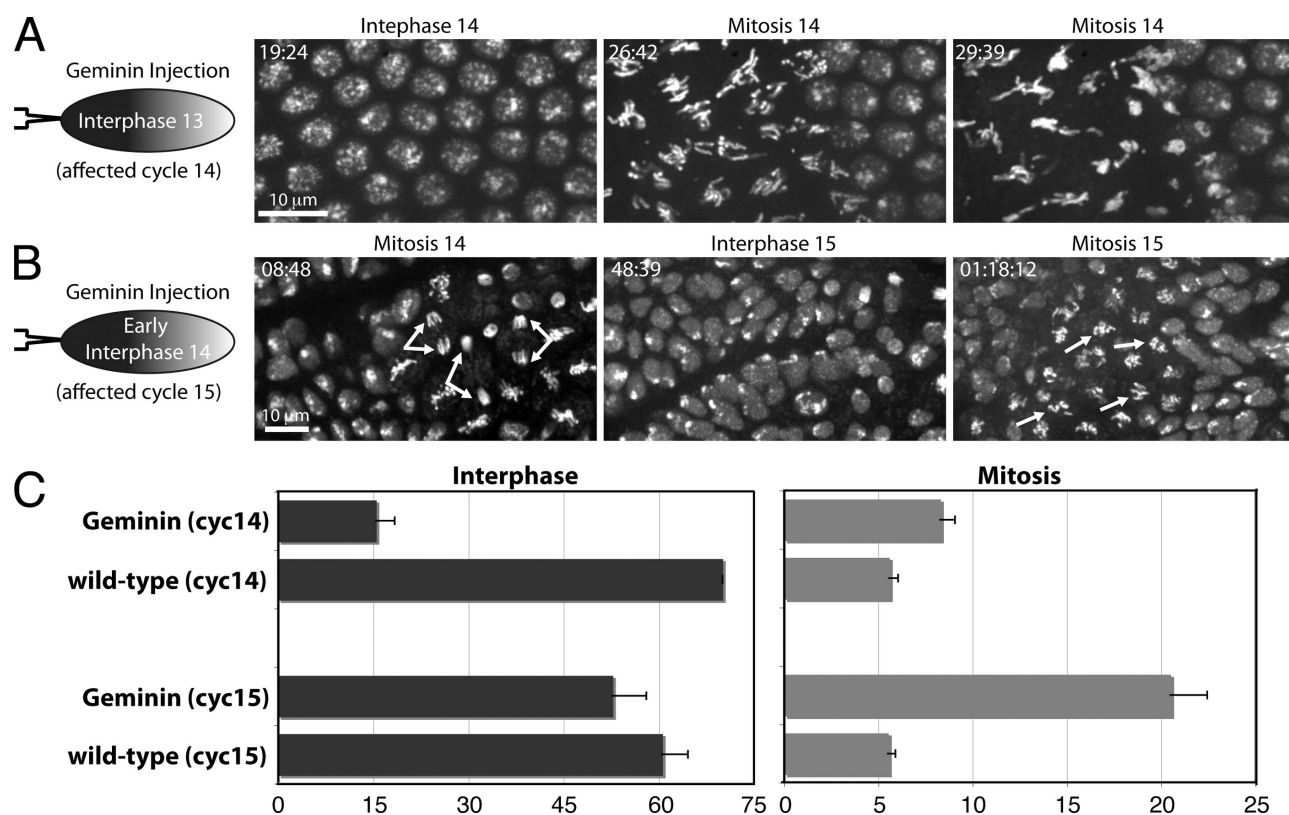 A
Geminin Injection
Interphase 13
(affected cycle 14)
Intephase 14
19:24
10 μm
Mitosis 14
26:42
Mitosis 14
29:39
B
Geminin Injection
Early
Interphase 14
(affected cycle 15)
Mitosis 14
08:48
10 μm
Interphase 15
48:39
Mitosis 15
01:18:12
C
Interphase
Mitosis
Geminin (cyc14)
wild-type (cyc14)
Geminin (cyc15)
wild-type (cyc15)
0 15 30 45 60 75
0 5 10 15 20 25